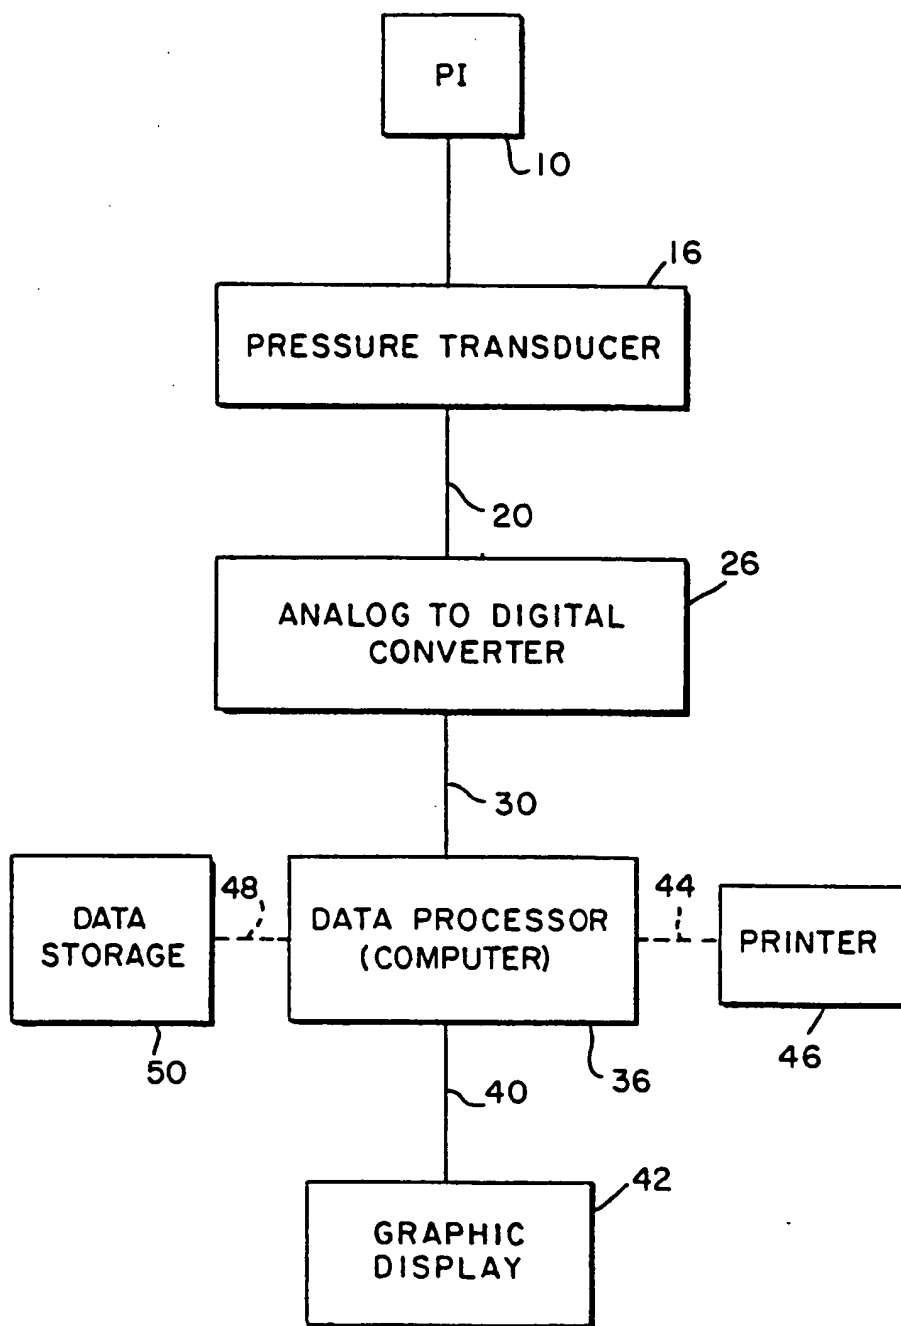 PI
10
16
PRESSURE TRANSDUCER
20
26
ANALOG TO DIGITAL
CONVERTER
30
48
44
DATA
STORAGE
DATA PROCESSOR
(COMPUTER)
PRINTER
50
36
46
40
42
GRAPHIC
DISPLAY